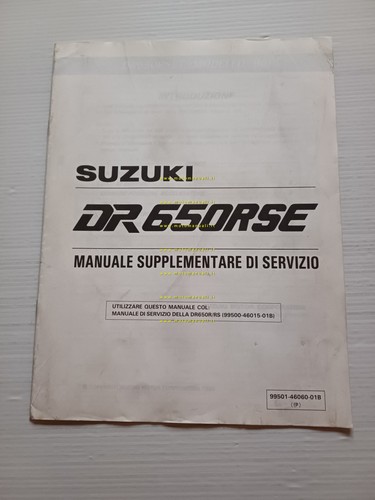 SUZUKI
DR650RSE
MANUALE SUPPLEMENTARE DI SERVIZIO
UTILIZZARE QUESTO MANUALE COL:
MANUALE DI SERVIZIO DELLA DR650R/RS (99500-46015-01B)
99501-46060-01B